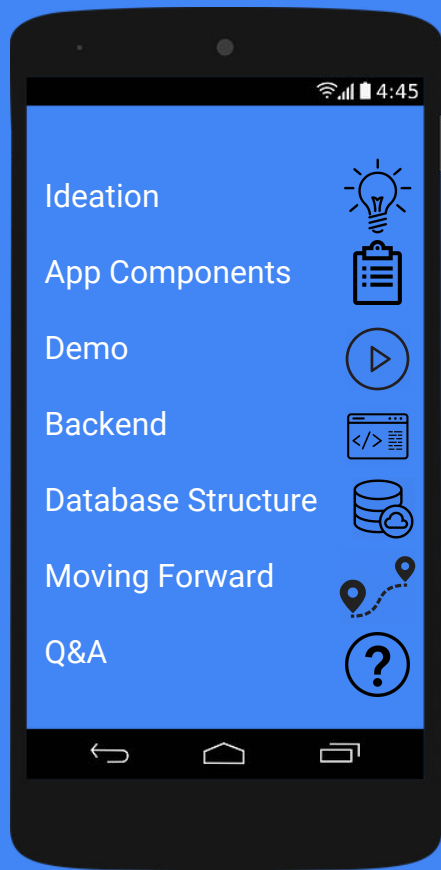 4:45
Ideation
App Components
Demo
Backend
</>
Database Structure
Moving Forward
Q&A
?